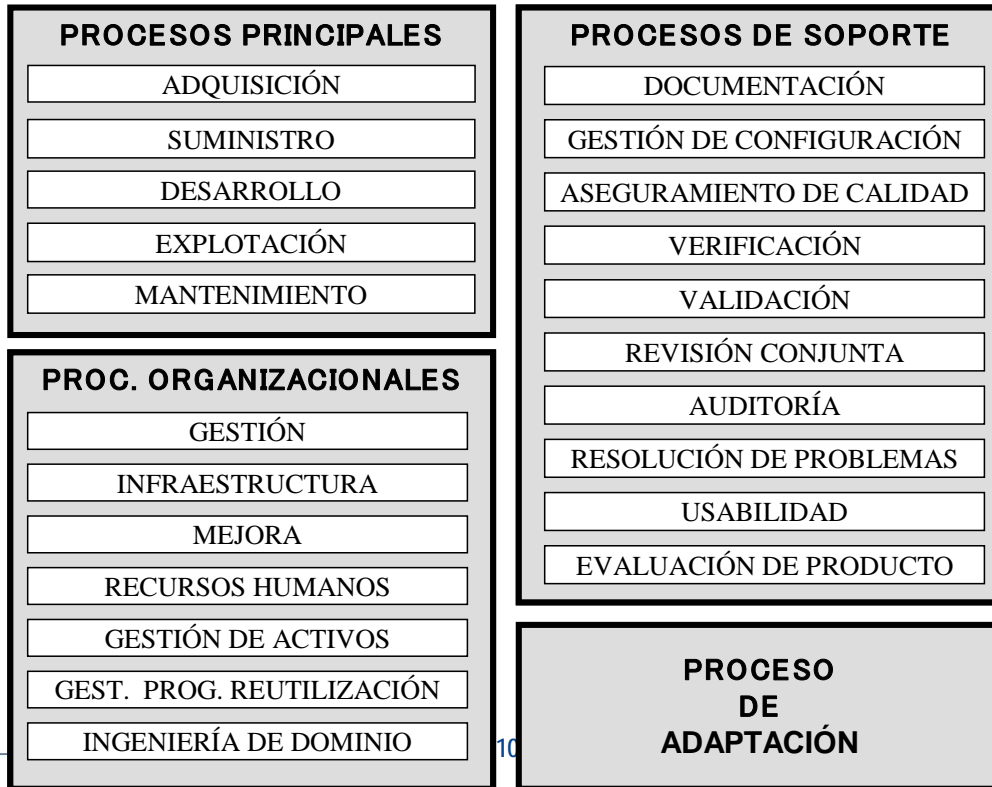 PROCESOS PRINCIPALES
ADQUISICIÓN
SUMINISTRO
DESARROLLO
EXPLOTACIÓN
MANTENIMIENTO
PROC. ORGANIZACIONALES
GESTIÓN
INFRAESTRUCTURA
MEJORA
RECURSOS HUMANOS
GESTIÓN DE ACTIVOS
GEST. PROG. REUTILIZACIÓN
INGENIERÍA DE DOMINIO
PROCESOS DE SOPORTE
DOCUMENTACIÓN
GESTIÓN DE CONFIGURACIÓN
ASEGURAMIENTO DE CALIDAD
VERIFICACIÓN
VALIDACIÓN
REVISIÓN CONJUNTA
AUDITORÍA
RESOLUCIÓN DE PROBLEMAS
USABILIDAD
EVALUACIÓN DE PRODUCTO
PROCESO
DE
ADAPTACIÓN
10